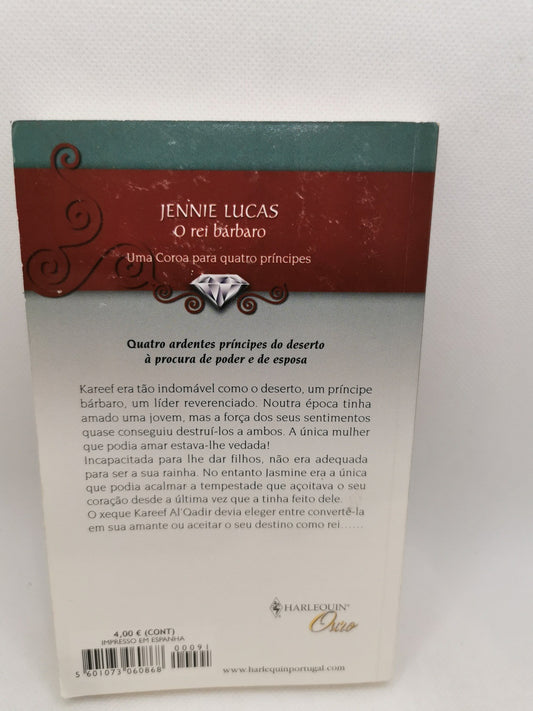 JENNIE LUCAS
O rei bárbaro
Uma Coroa para quatro príncipes
Quatro ardentes príncipes do deserto
à procura de poder e de esposa
Kareef era tão indomável como o deserto, um príncipe
bárbaro, um líder reverenciado. Noutra época tinha
amado uma jovem, mas a força dos seus sentimentos
quase conseguiu destruí-los a ambos. A única mulher
que podia amar estava-lhe vedada!
Incapacitada para lhe dar filhos, não era adequada
para ser a sua rainha. No entanto Jasmine era a única
que podia acalmar a tempestade que açoitava o seu
coração desde a última vez que a tinha feito dele.
O xeque Kareef Al'Qadir devia eleger entre convertê-la
em sua amante ou aceitar o seu destino como rei......
HARLEQUIN®
Ouro
4,00 € (CONT)
IMPRESSO EM ESPANHA
00091
5 601073 060868
www.harlequinportugal.com